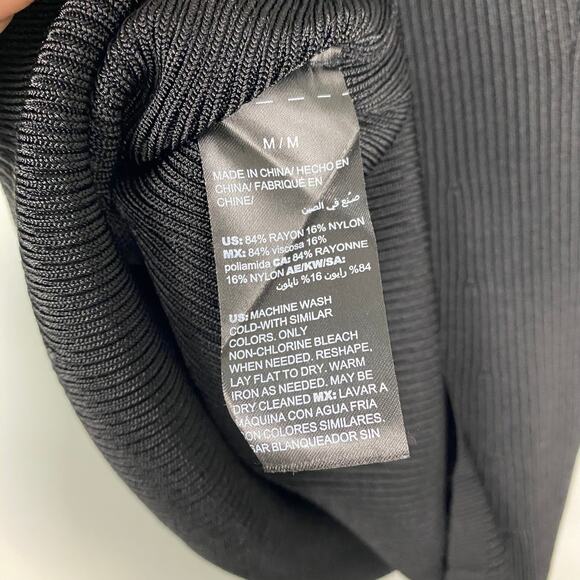 M/M
MADE IN CHINA/ HECHO EN
CHINA/ FABRIQUÉ EN
CHINE/
صُنع في الصين
US: 84% RAYON 16% NYLON
MX: 84% viscosa 16%
poliamida CA: 84% RAYONNE
16% NYLON AE/KW/SA:
84% رايون 16% نايلون
US: MACHINE WASH
COLD-WITH SIMILAR
COLORS. ONLY
NON-CHLORINE BLEACH
WHEN NEEDED, RESHAPE,
LAY FLAT TO DRY. WARM
IRON AS NEEDED. MAY BE
DRY CLEANED MX: LAVAR A
MÁQUINA CON AGUA FRIA
CON COLORES SIMILARES.
BLANQUEADOR SIN